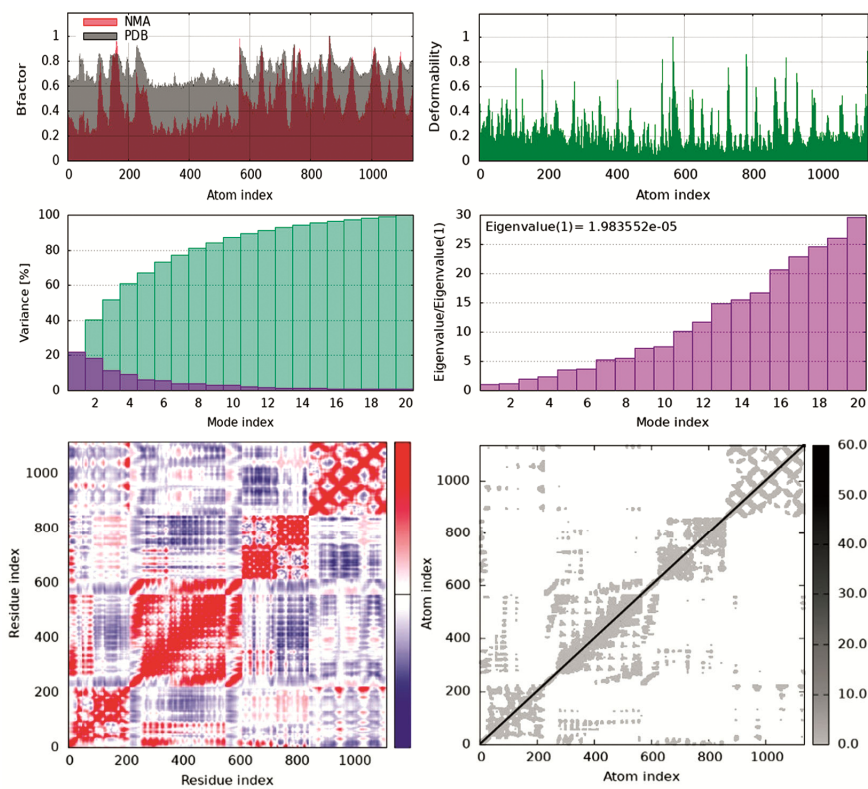 NMA
PDB
1
0.8
0.6
0.4
0.2
0
Bfactor
0 200 400 600 800 1000
Atom index
1
0.8
0.6
0.4
0.2
0
Deformability
0 200 400 600 800 1000
Atom index
100
80
60
40
20
0
Variance [%]
2 4 6 8 10 12 14 16 18 20
Mode index
30
25
20
15
10
5
0
Eigenvalue/Eigenvalue(1)
Eigenvalue(1)= 1.983552e-05
2 4 6 8 10 12 14 16 18 20
Mode index
1000
800
600
400
200
0
Residue index
0 200 400 600 800 1000
Residue index
1000
800
600
400
200
0
Atom index
0 200 400 600 800 1000
Atom index
60.0
50.0
40.0
30.0
20.0
10.0
0.0